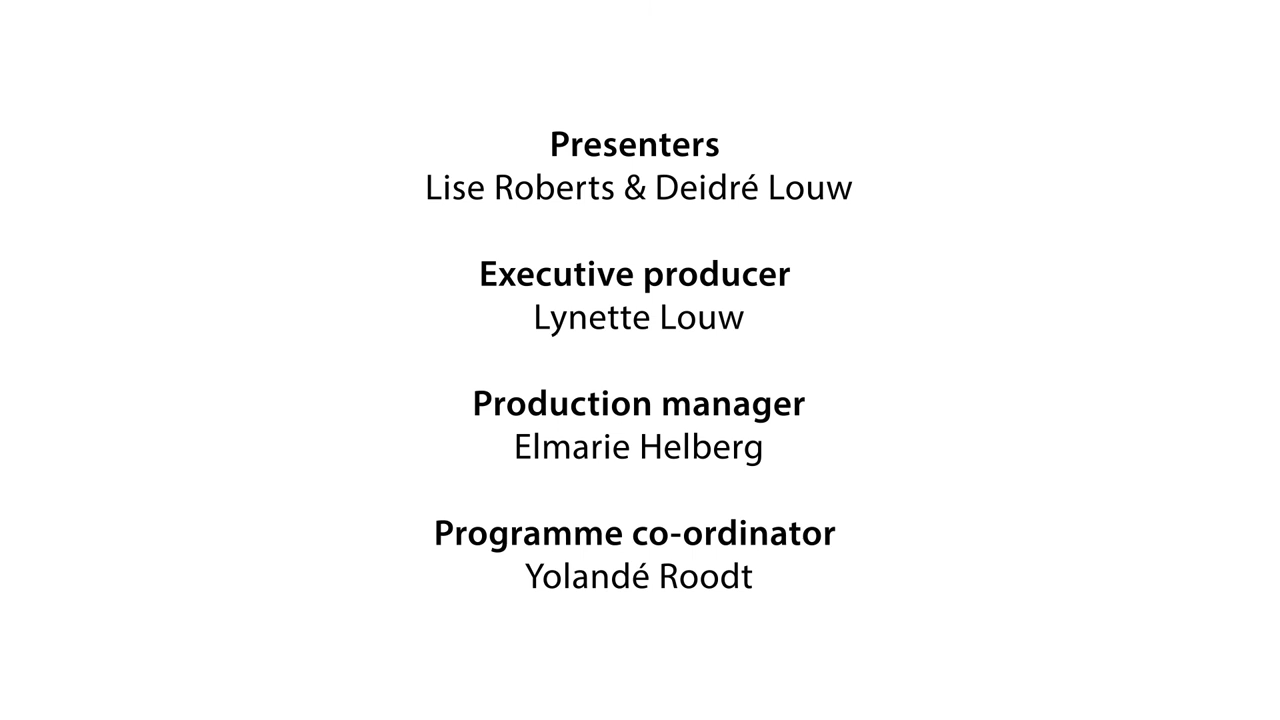 Presenters
Lise Roberts & Deidré Louw
Executive producer
Lynette Louw
Production manager
Elmarie Helberg
Programme co-ordinator
Yolandé Roodt